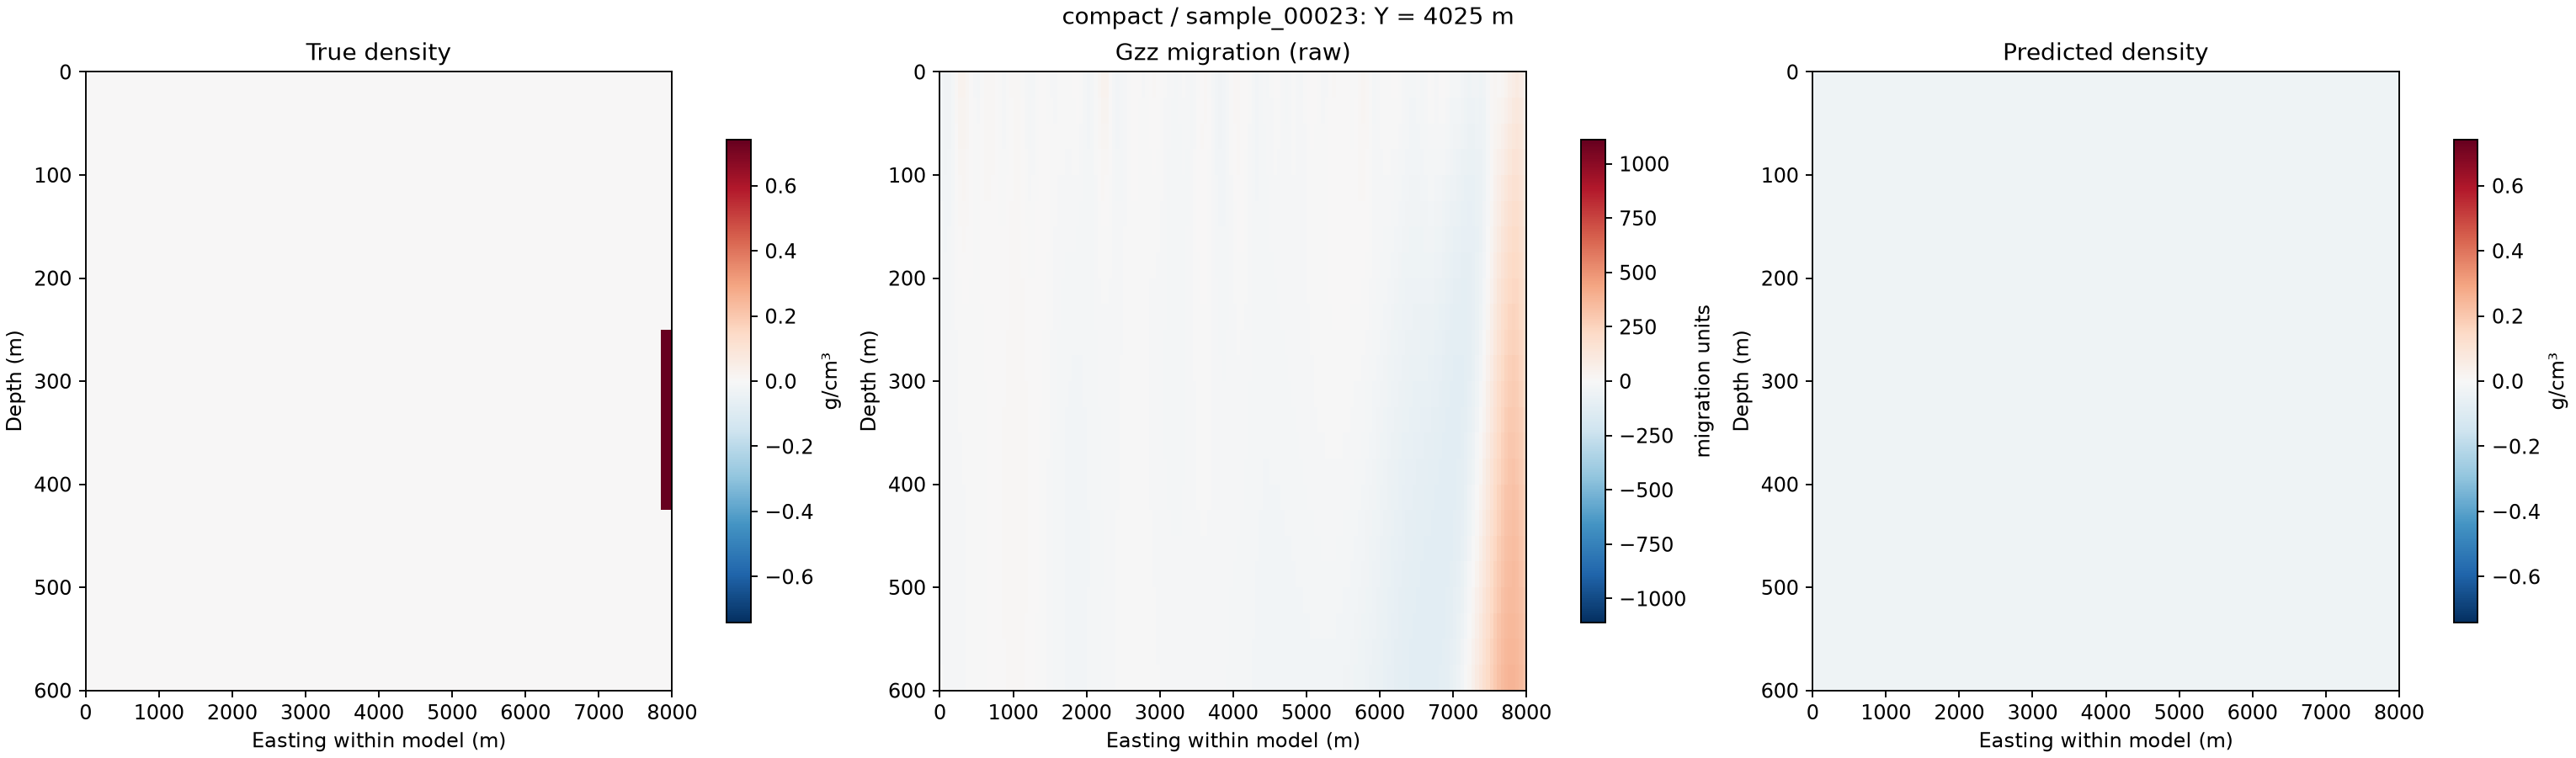 compact / sample_00023: Y = 4025 m
True density
0
100
200
300
400
500
600
Depth (m)
0 1000 2000 3000 4000 5000 6000 7000 8000
Easting within model (m)
0.6
0.4
0.2
0.0
−0.2
−0.4
−0.6
g/cm³
Gzz migration (raw)
0
100
200
300
400
500
600
Depth (m)
0 1000 2000 3000 4000 5000 6000 7000 8000
Easting within model (m)
1000
750
500
250
0
−250
−500
−750
−1000
migration units
Predicted density
0
100
200
300
400
500
600
Depth (m)
0 1000 2000 3000 4000 5000 6000 7000 8000
Easting within model (m)
0.6
0.4
0.2
0.0
−0.2
−0.4
−0.6
g/cm³